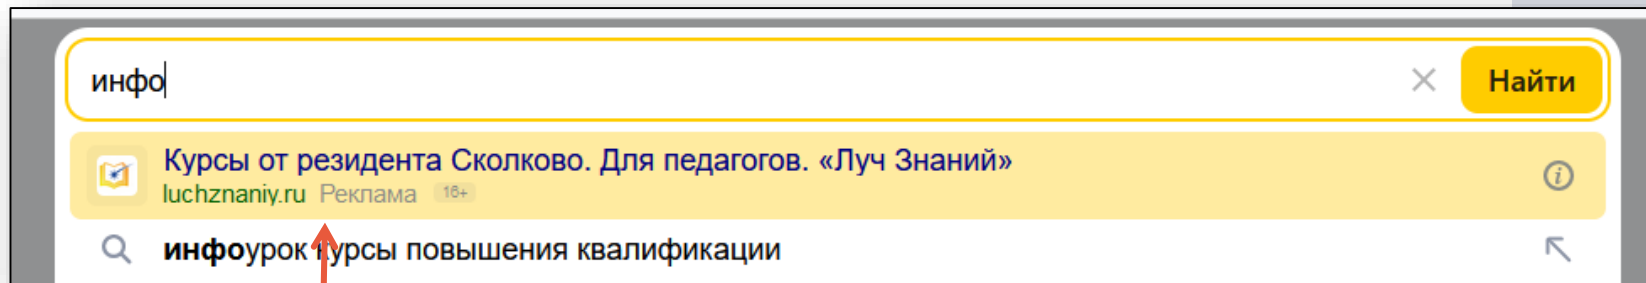 инфо
Найти
Курсы от резидента Сколково. Для педагогов. «Луч Знаний»
luchznaniy.ru Реклама 16+
инфоурок курсы повышения квалификации